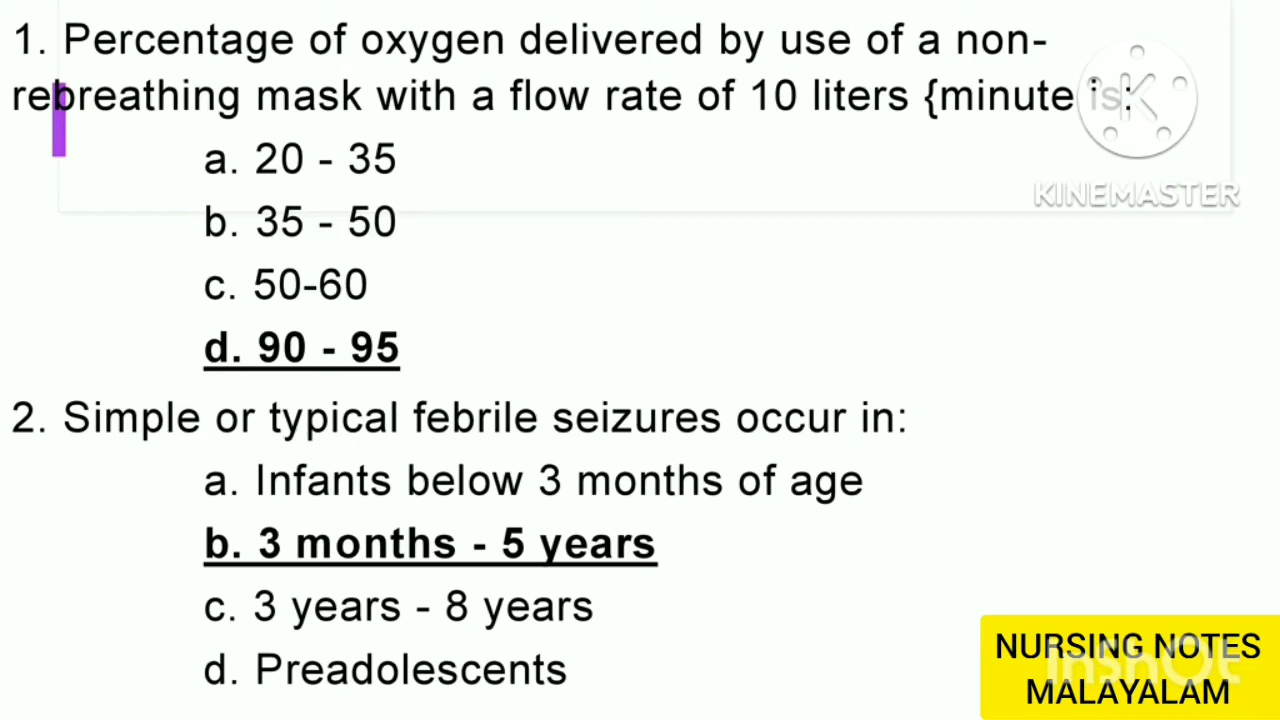 1. Percentage of oxygen delivered by use of a non-
rebreathing mask with a flow rate of 10 liters {minute is:
KINEMASTER
a. 20 - 35
b. 35 - 50
c. 50-60
d. 90 - 95
2. Simple or typical febrile seizures occur in:
a. Infants below 3 months of age
b. 3 months - 5 years
c. 3 years - 8 years
d. Preadolescents
NURSING NOTES
InShOt
MALAYALAM